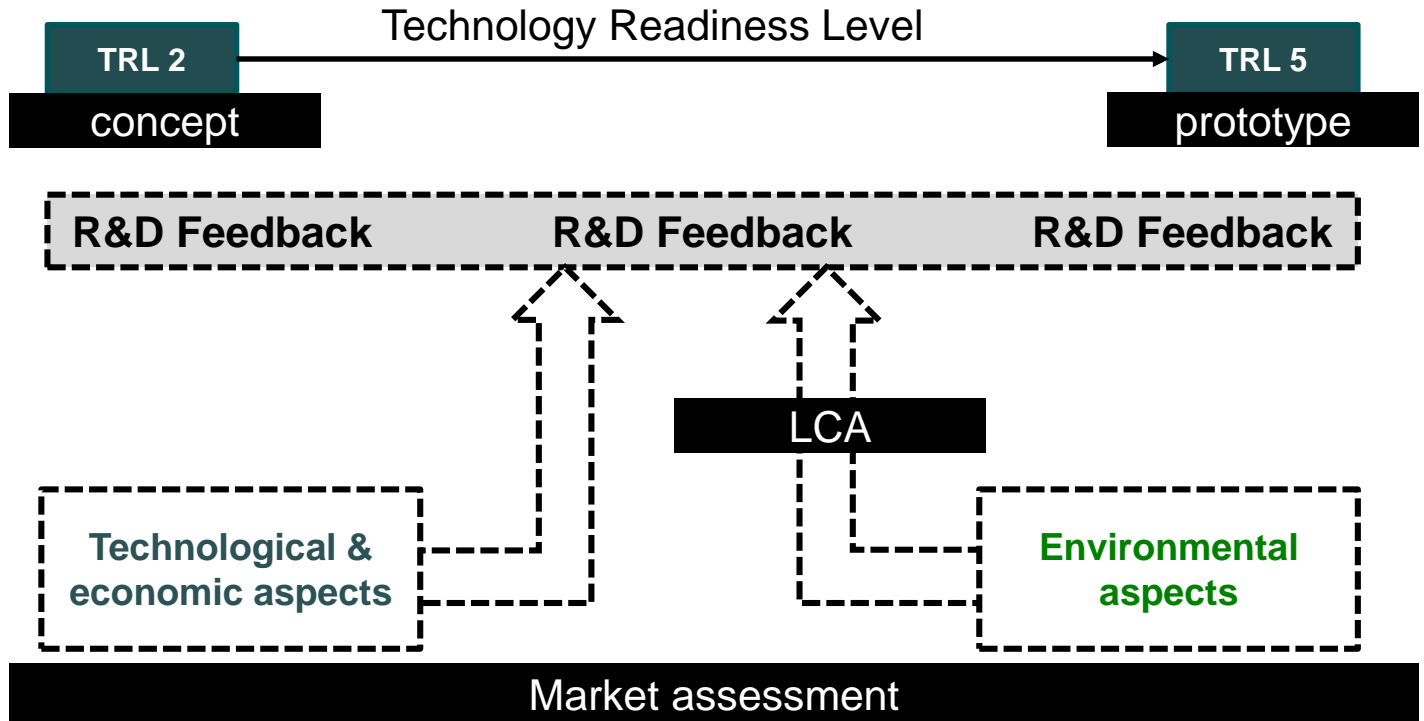 Technology Readiness Level
TRL 2
TRL 5
concept
prototype
R&D Feedback R&D Feedback R&D Feedback
LCA
Technological &
economic aspects
Environmental
aspects
Market assessment